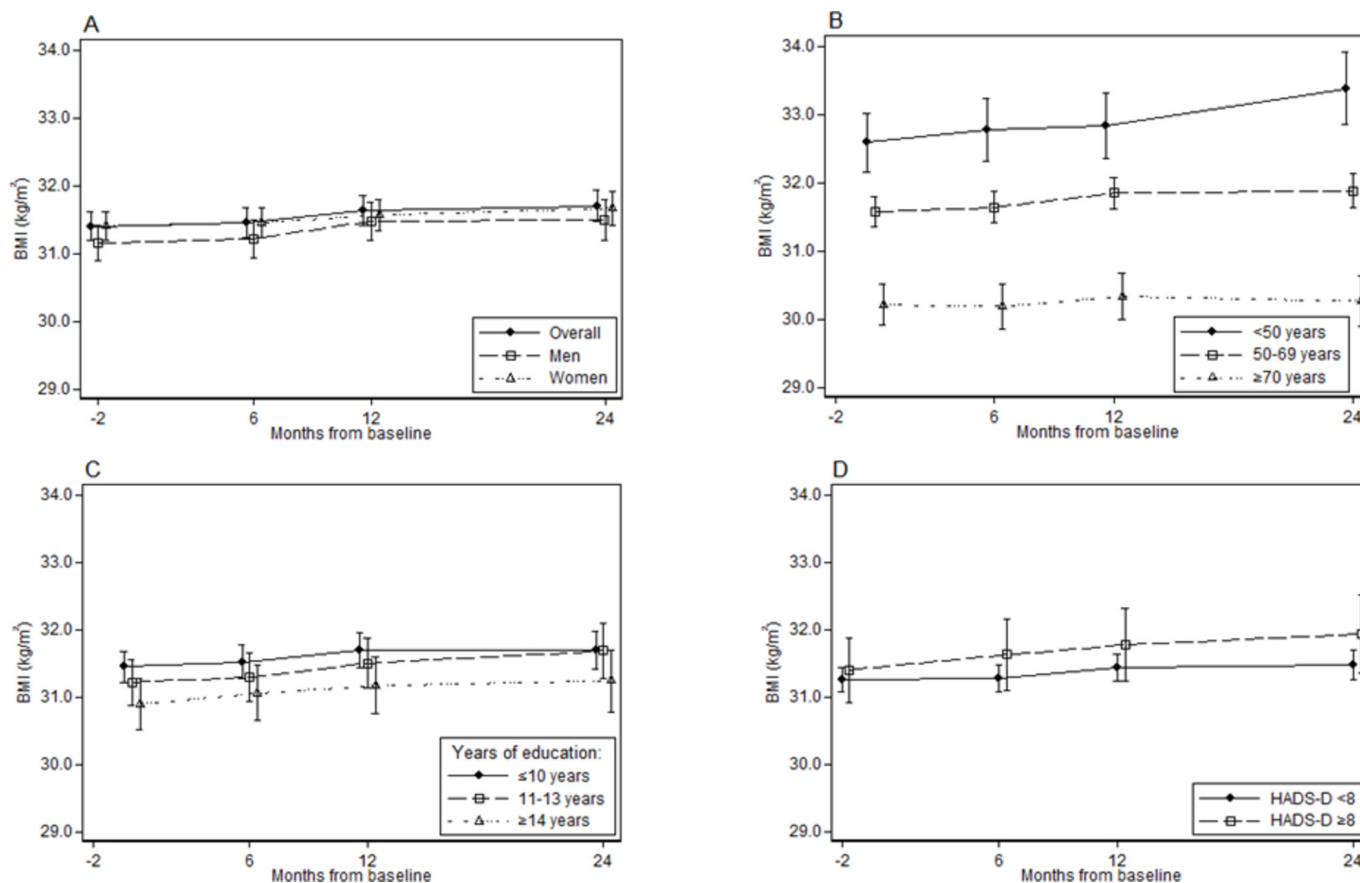 A
34.0
33.0
32.0
31.0
30.0
29.0
BMI (kg/m²)
Overall
Men
Women
-2 6 12 24
Months from baseline
B
34.0
33.0
32.0
31.0
30.0
29.0
BMI (kg/m²)
<50 years
50-69 years
≥70 years
-2 6 12 24
Months from baseline
C
34.0
33.0
32.0
31.0
30.0
29.0
BMI (kg/m²)
Years of education:
≤10 years
11-13 years
≥14 years
-2 6 12 24
Months from baseline
D
34.0
33.0
32.0
31.0
30.0
29.0
BMI (kg/m²)
HADS-D <8
HADS-D ≥8
-2 6 12 24
Months from baseline